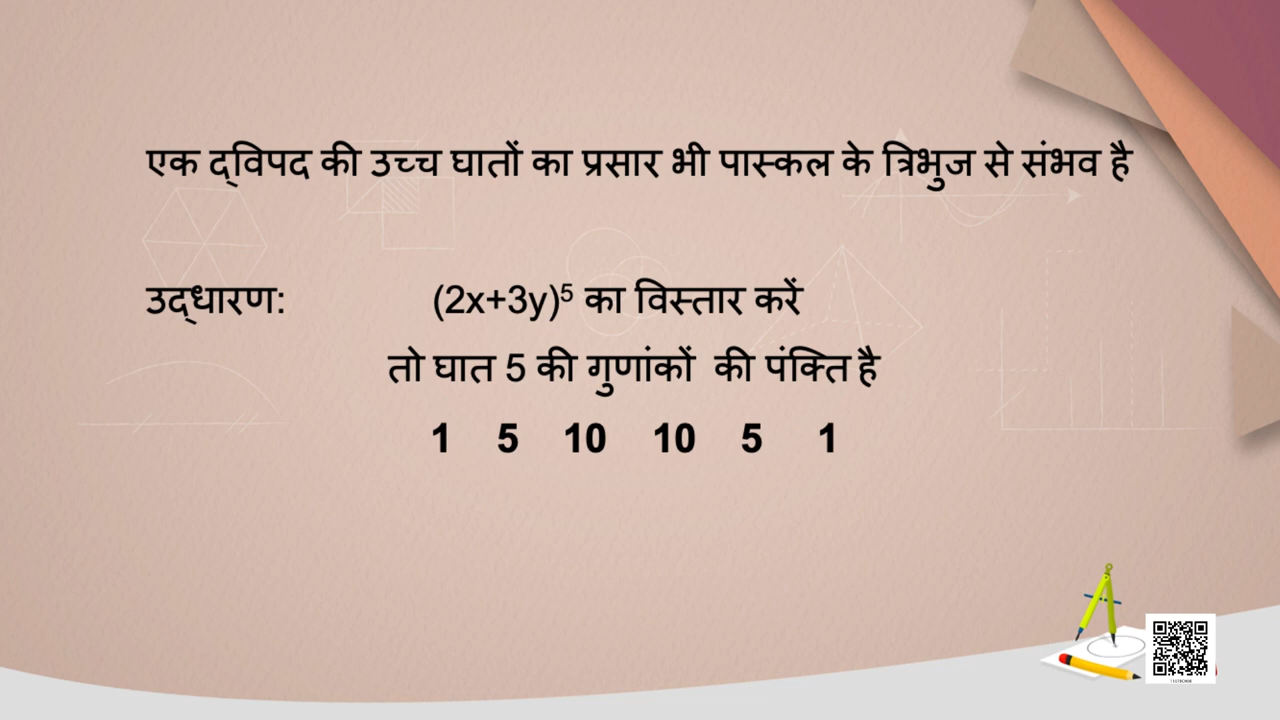 एक द्विपद की उच्च घातों का प्रसार भी पास्कल के त्रिभुज से संभव है
उद्धारण: (2x+3y)⁵ का विस्तार करें
तो घात 5 की गुणांकों की पंक्ति है
1 5 10 10 5 1